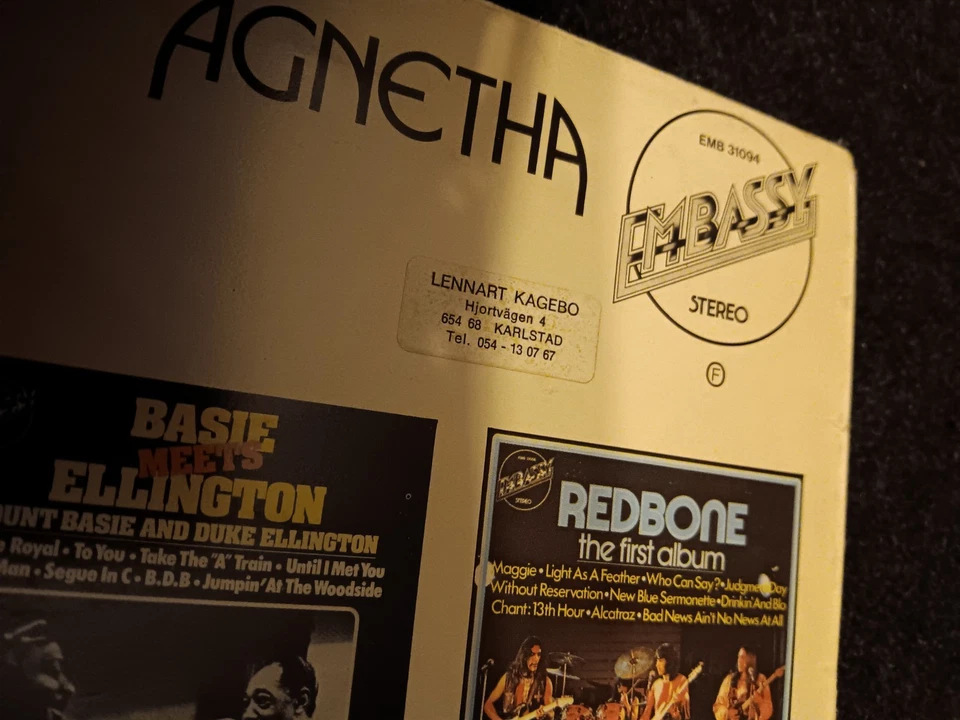 AGNETHA
EMB 31094
EMBASSY
STEREO
F
LENNART KAGEBO
Hjortvägen 4
654 68 KARLSTAD
Tel. 054 - 13 07 67
BASIE
MEETS
ELLINGTON
OUNT BASIE AND DUKE ELLINGTON
Royal • To You • Take The "A" Train • Until I Met You
Man • Segue In C • B.D.B • Jumpin' At The Woodside
EMBASSY
STEREO
REDBONE
the first album
Maggie • Light As A Feather • Who Can Say? • Judgment Day
Without Reservation • New Blue Sermonette • Drinkin' And Blo
Chant: 13th Hour • Alcatraz • Bad News Ain't No News At All